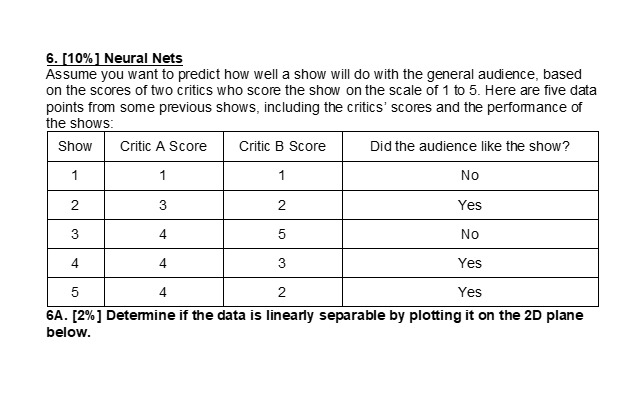 6. [10%] Neural Nets
Assume you want to predict how well a show will do with the general audience, based
on the scores of two critics who score the show on the scale of 1 to 5. Here are five data
points from some previous shows, including the critics' scores and the performance of
the shows:
Show Critic A Score Critic B Score Did the audience like the show?
1 1 1 No
2 3 2 Yes
3 4 5 No
4 4 3 Yes
5 4 2 Yes
6A. [2%] Determine if the data is linearly separable by plotting it on the 2D plane
below.